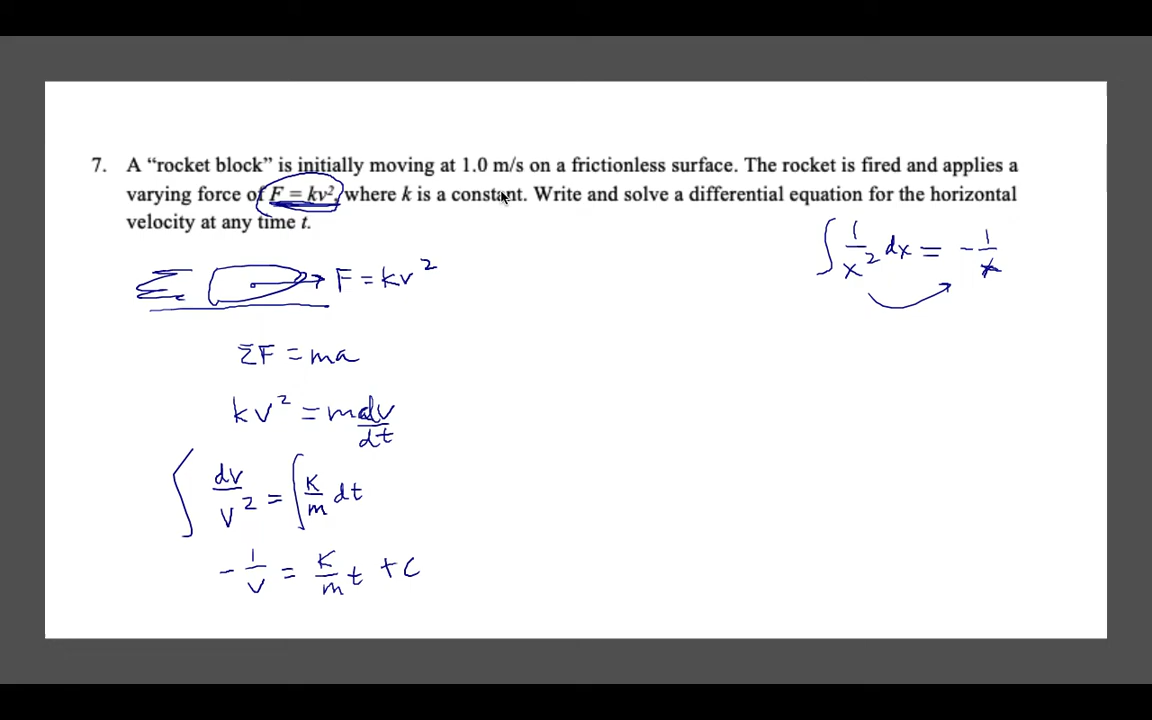 7. A “rocket block” is initially moving at 1.0 m/s on a frictionless surface. The rocket is fired and applies a
varying force of F = kv², where k is a constant. Write and solve a differential equation for the horizontal
velocity at any time t.
∫ 1/x² dx = - 1/x
F = kv²
ΣF = ma
kv² = m dv/dt
∫ dv/v² = ∫ k/m dt
- 1/v = k/m t + C